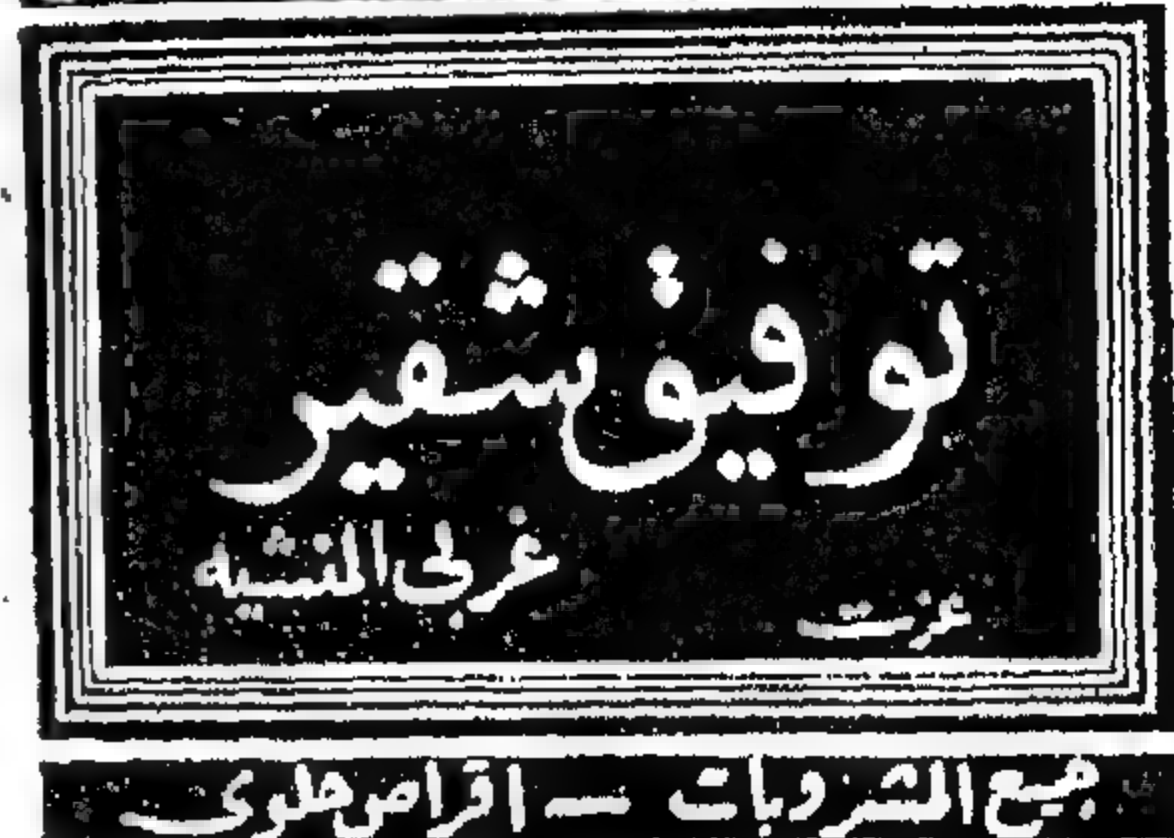 توفيق شقير
غربى المنشيه
عزت
جميع المشروبات — اقراص حلوى